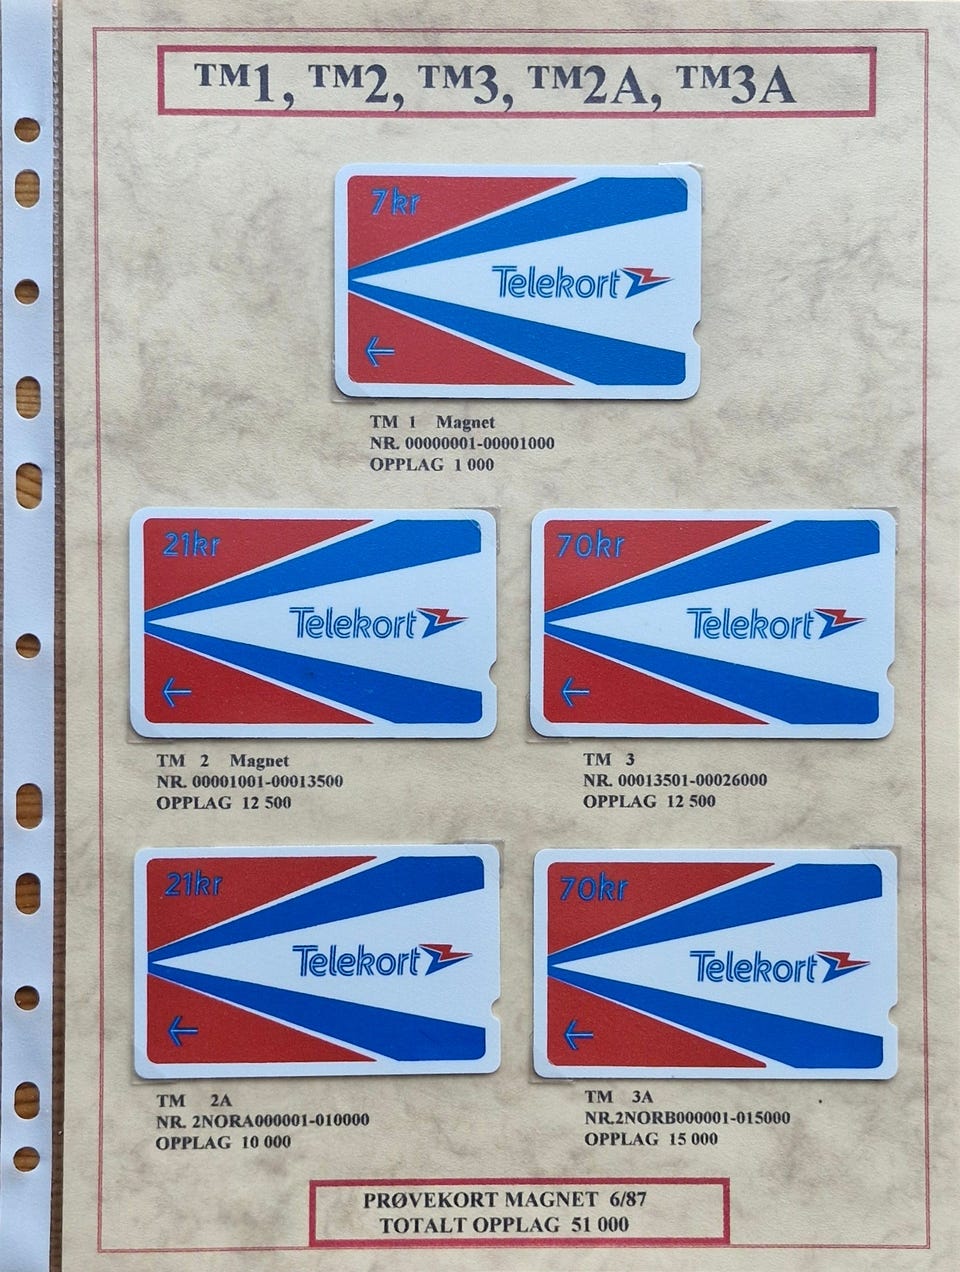 ™1, ™2, ™3, ™2A, ™3A
7kr
Telekort
TM 1 Magnet
NR. 00000001-00001000
OPPLAG 1 000
21kr
Telekort
70kr
Telekort
TM 2 Magnet
NR. 00001001-00013500
OPPLAG 12 500
TM 3
NR. 00013501-00026000
OPPLAG 12 500
21kr
Telekort
70kr
Telekort
TM 2A
NR. 2NORA000001-010000
OPPLAG 10 000
TM 3A
NR.2NORB000001-015000
OPPLAG 15 000
PRØVEKORT MAGNET 6/87
TOTALT OPPLAG 51 000